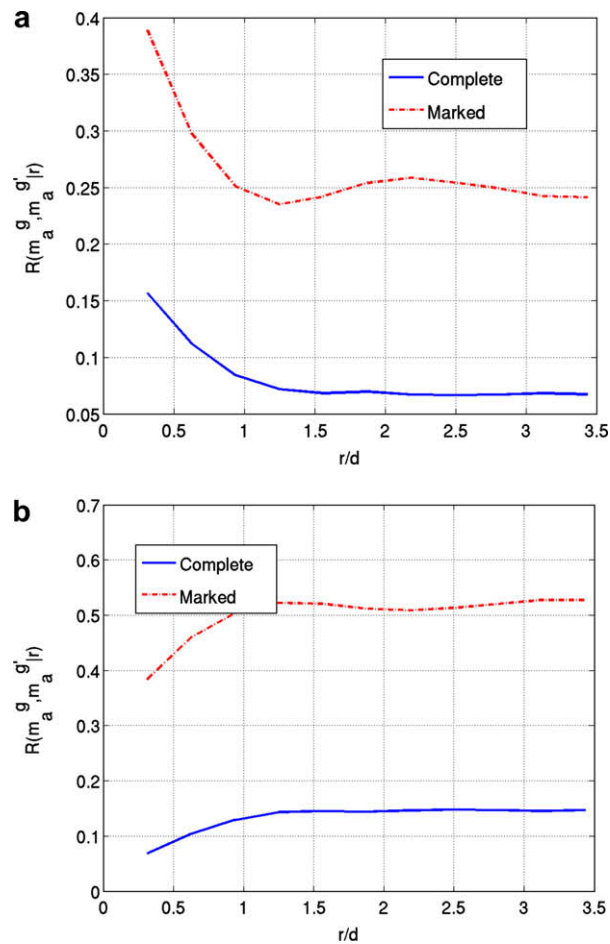 a
0.4
0.35
0.3
0.25
0.2
0.15
0.1
0.05
R(m_a^g,m_a^g'|r)
Complete
Marked
0 0.5 1 1.5 2 2.5 3 3.5
r/d
b
0.7
0.6
0.5
0.4
0.3
0.2
0.1
0
R(m_a^g,m_a^g'|r)
Complete
Marked
0 0.5 1 1.5 2 2.5 3 3.5
r/d